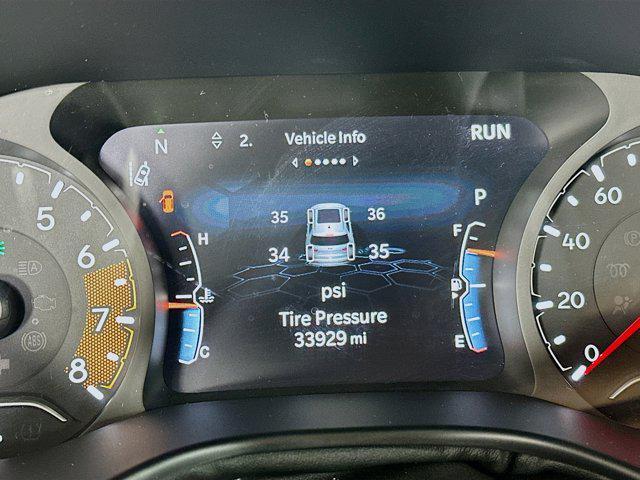 2. Vehicle Info RUN
N
P
35 36
34 35
H F
C E
psi
Tire Pressure
33929 mi
5
6
7
8
60
40
20
0
ABS